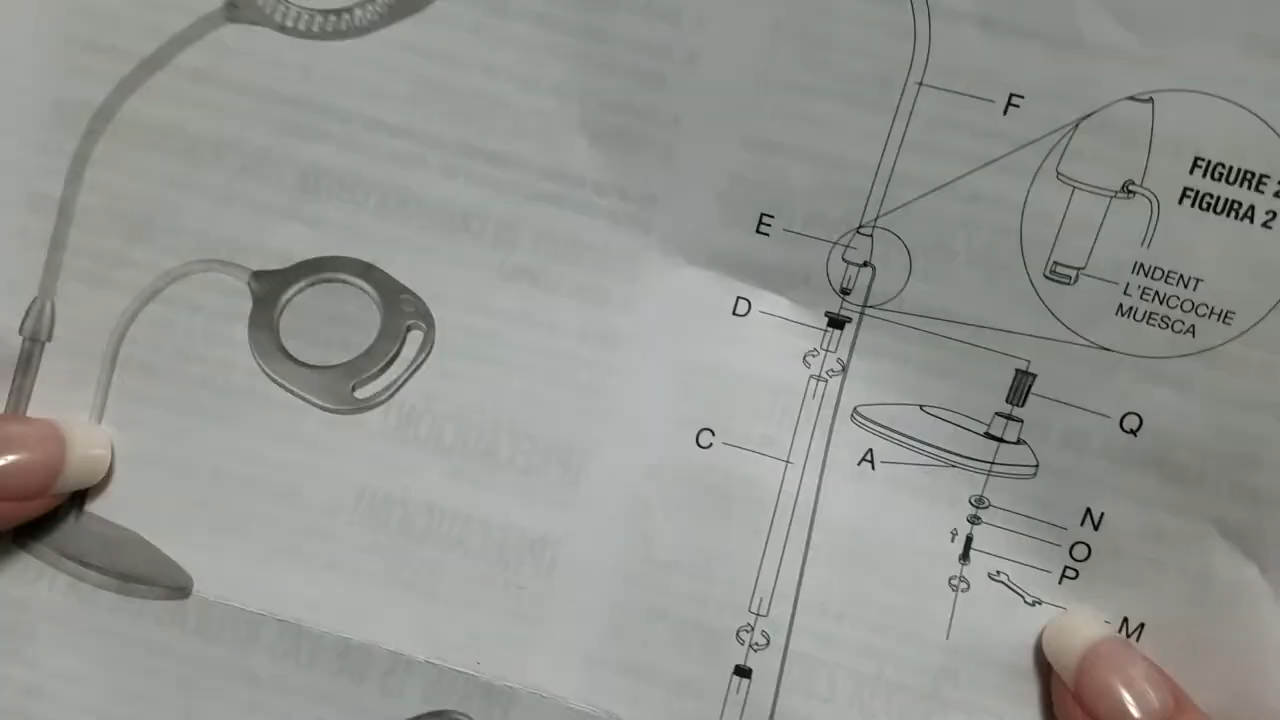 F
FIGURE 2
FIGURA 2
E
INDENT
L'ENCOCHE
MUESCA
D
Q
C
A
N
O
P
M